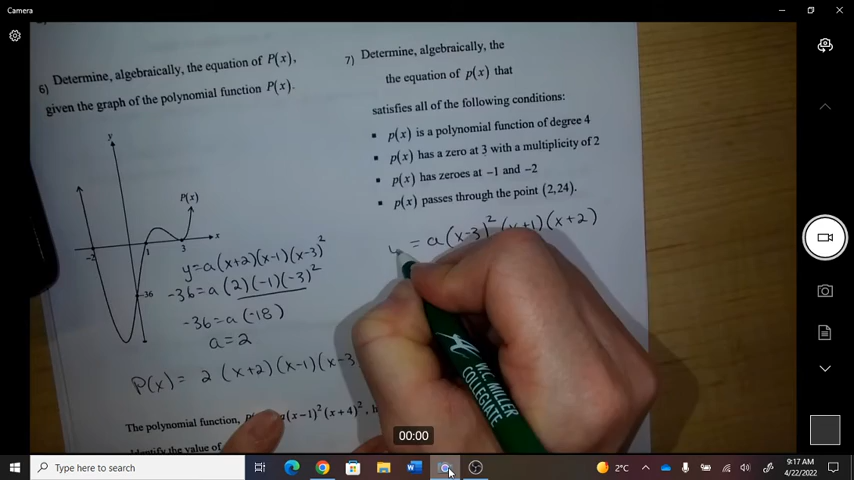 Camera
6) Determine, algebraically, the equation of P(x),
given the graph of the polynomial function P(x).
y
P(x)
x
-2
1
3
-36
y = a(x+2)(x-1)(x-3)²
-36 = a(2)(-1)(-3)²
-36 = a(-18)
a = 2
P(x) = 2 (x+2)(x-1)(x-3
The polynomial function,
a(x-1)²(x+4)²,
Identify the value of
7) Determine, algebraically, the
the equation of p(x) that
satisfies all of the following conditions:
▪ p(x) is a polynomial function of degree 4
▪ p(x) has a zero at 3 with a multiplicity of 2
▪ p(x) has zeroes at -1 and -2
▪ p(x) passes through the point (2,24).
= a(x-3)²(x+1)(x+2)
W.C. MILLER
COLLEGIATE
00:00
Type here to search
2°C
9:17 AM
4/22/2022